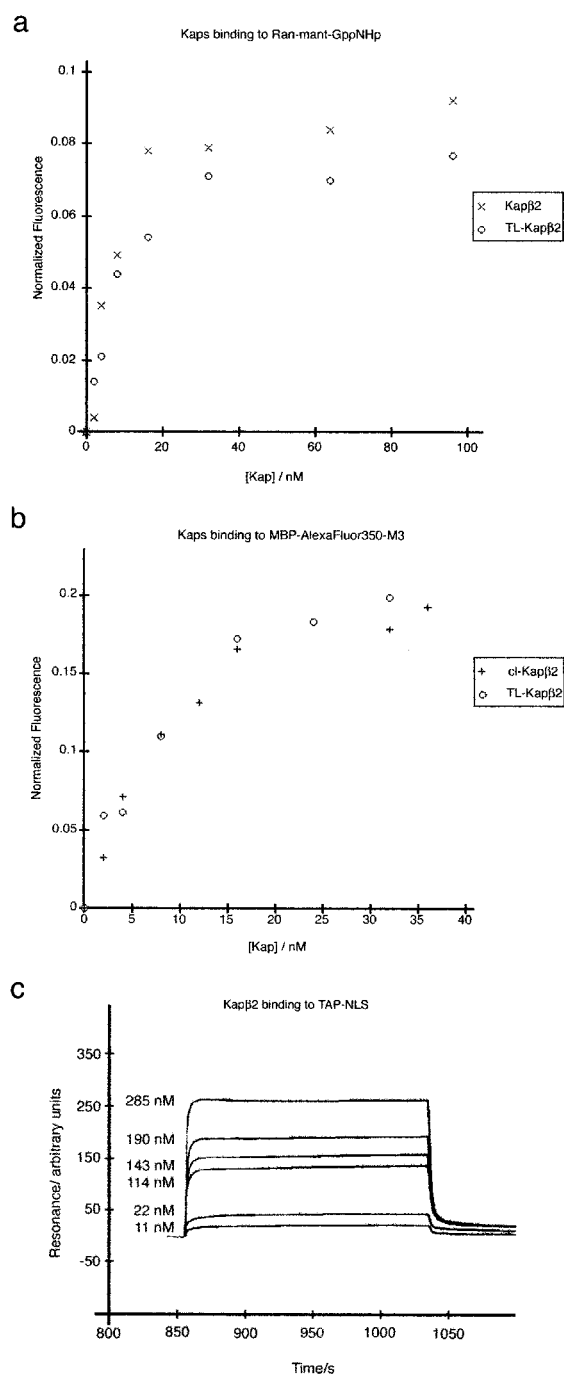 a
Kaps binding to Ran-mant-GppNHp
0.1
0.08
0.06
0.04
0.02
0
Normalized Fluorescence
0 20 40 60 80 100
[Kap] / nM
Kapβ2
TL-Kapβ2
b
Kaps binding to MBP-AlexaFluor350-M3
0.2
0.15
0.1
0.05
0
Normalized Fluorescence
0 5 10 15 20 25 30 35 40
[Kap] / nM
cl-Kapβ2
TL-Kapβ2
c
Kapβ2 binding to TAP-NLS
350
250
150
50
-50
Resonance/ arbitrary units
285 nM
190 nM
143 nM
114 nM
22 nM
11 nM
800 850 900 950 1000 1050
Time/s